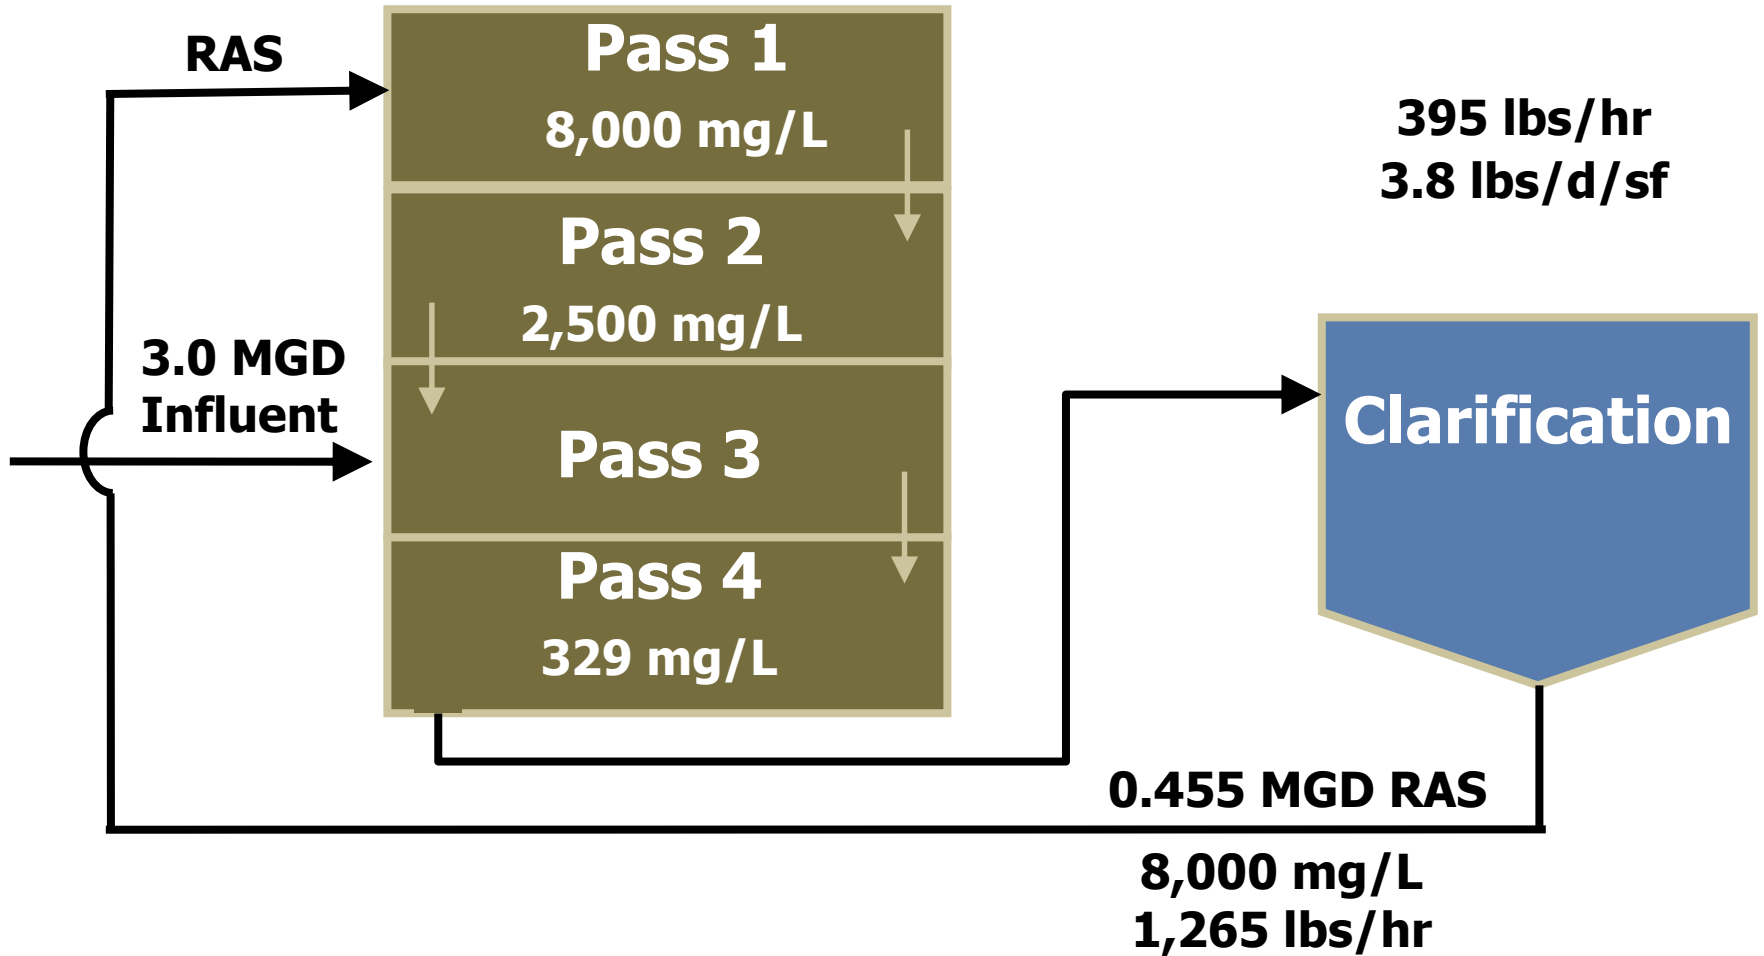 RAS
Pass 1
8,000 mg/L
395 lbs/hr
3.8 lbs/d/sf
Pass 2
2,500 mg/L
3.0 MGD
Influent
Pass 3
Clarification
Pass 4
329 mg/L
0.455 MGD RAS
8,000 mg/L
1,265 lbs/hr